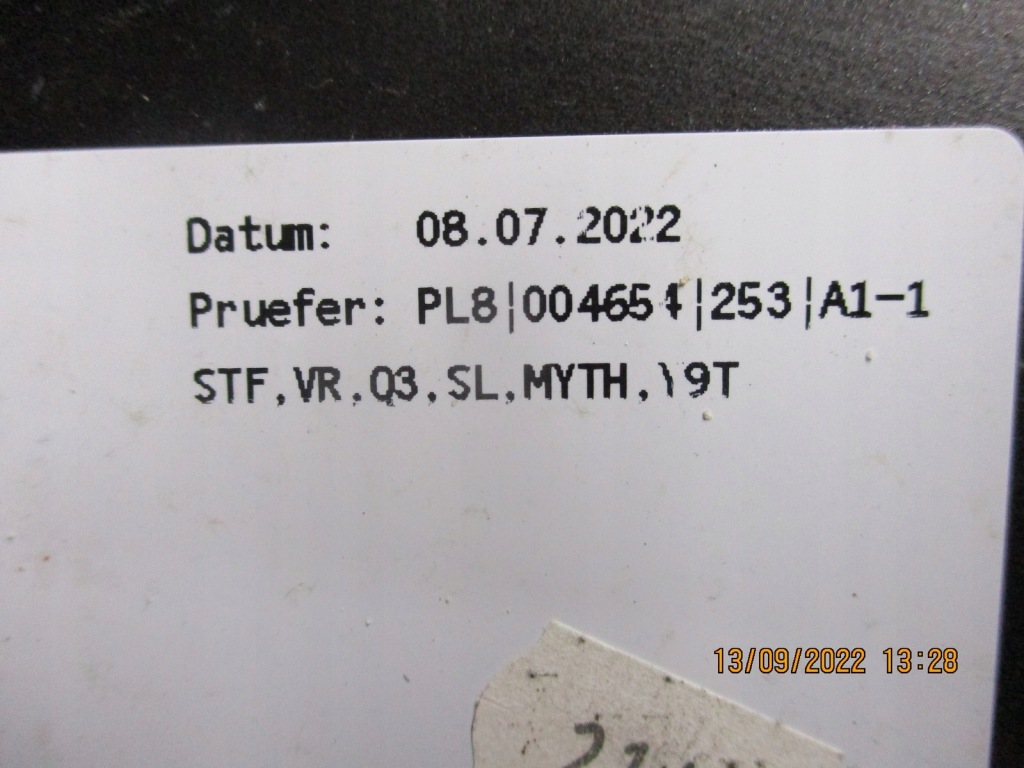 Datum: 08.07.2022
Pruefer: PL8|004654|253|A1-1
STF,VR,Q3,SL,MYTH,Y9T
13/09/2022 13:28